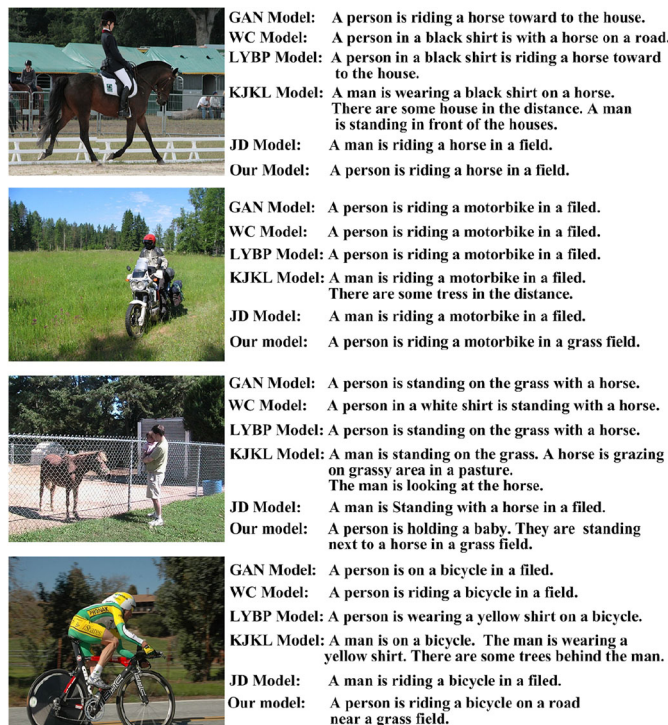 GAN Model: A person is riding a horse toward to the house.
WC Model: A person in a black shirt is with a horse on a road.
LYBP Model: A person in a black shirt is riding a horse toward
to the house.
KJKL Model: A man is wearing a black shirt on a horse.
There are some house in the distance. A man
is standing in front of the houses.
JD Model: A man is riding a horse in a field.
Our Model: A person is riding a horse in a field.
GAN Model: A person is riding a motorbike in a filed.
WC Model: A person is riding a motorbike in a filed.
LYBP Model: A person is riding a motorbike in a filed.
KJKL Model: A man is riding a motorbike in a filed.
There are some tress in the distance.
JD Model: A man is riding a motorbike in a filed.
Our model: A person is riding a motorbike in a grass field.
GAN Model: A person is standing on the grass with a horse.
WC Model: A person in a white shirt is standing with a horse.
LYBP Model: A person is standing on the grass with a horse.
KJKL Model: A man is standing on the grass. A horse is grazing
on grassy area in a pasture.
The man is looking at the horse.
JD Model: A man is Standing with a horse in a filed.
Our model: A person is holding a baby. They are standing
next to a horse in a grass field.
GAN Model: A person is on a bicycle in a filed.
WC Model: A person is riding a bicycle in a field.
LYBP Model: A person is wearing a yellow shirt on a bicycle.
KJKL Model: A man is on a bicycle. The man is wearing a
yellow shirt. There are some trees behind the man.
JD Model: A man is riding a bicycle in a filed.
Our model: A person is riding a bicycle on a road
near a grass field.